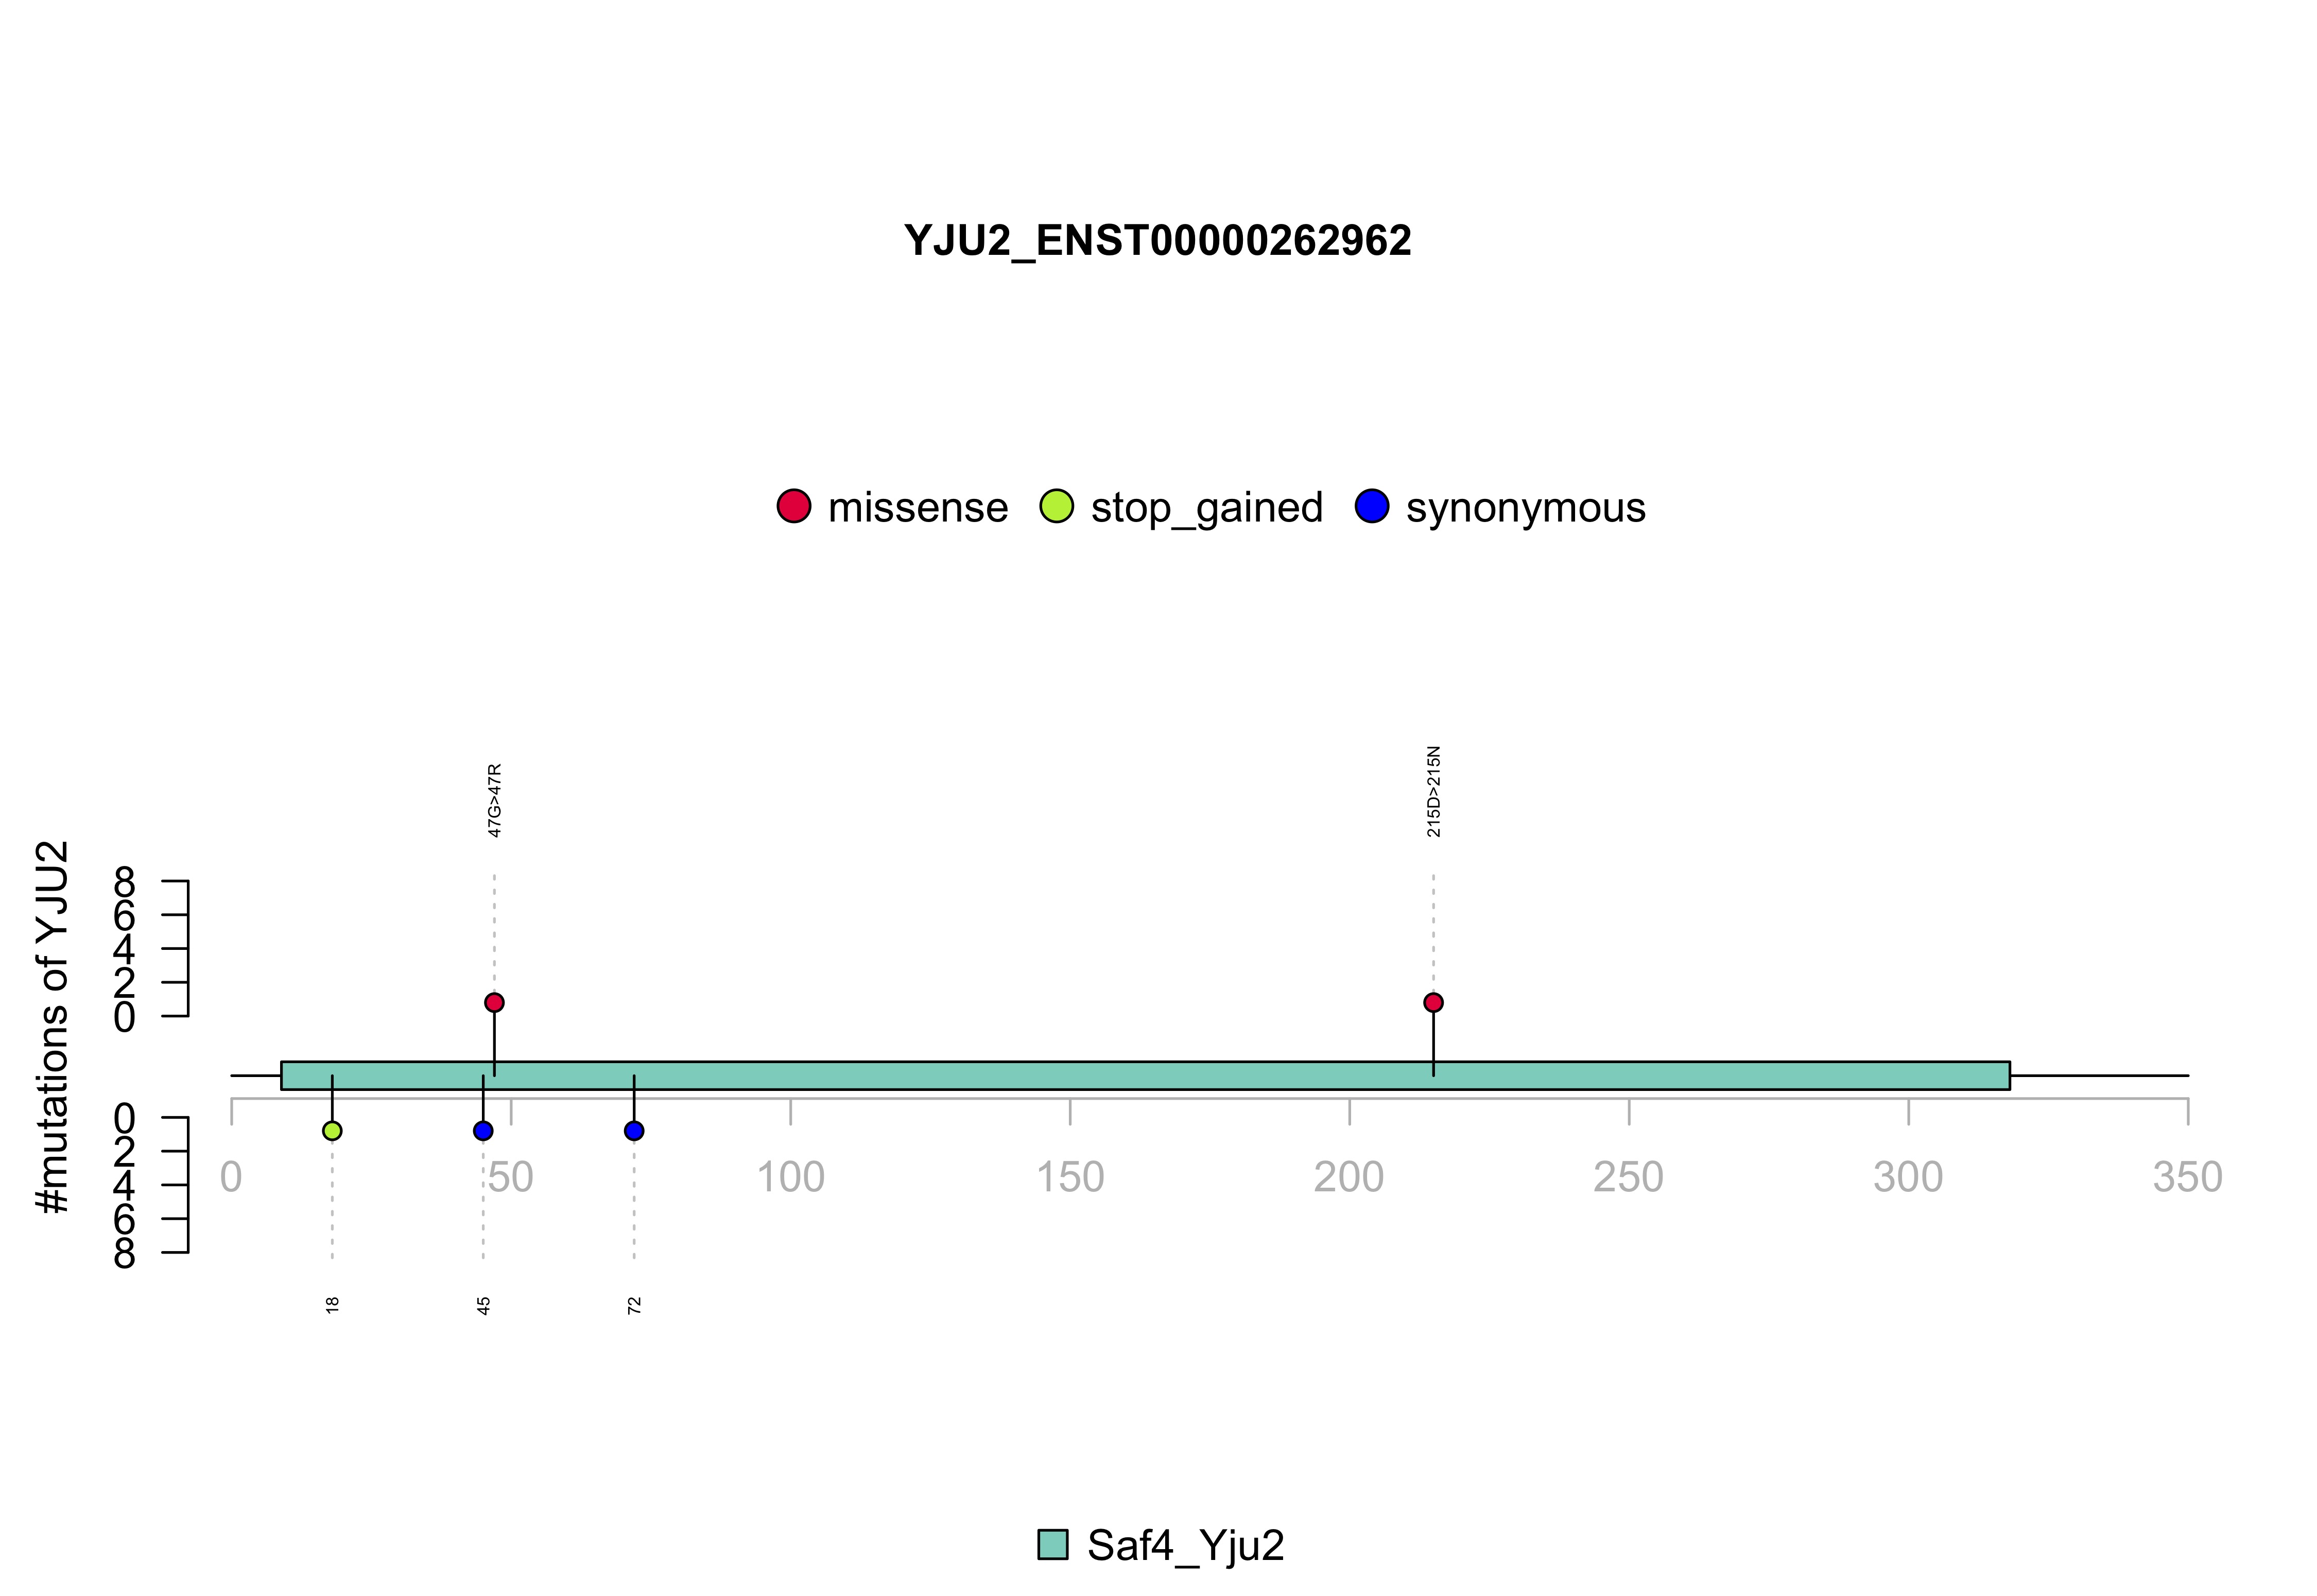 YJU2_ENST00000262962
missense stop_gained synonymous
47G>47R 215D>215N
#mutations of YJU2
8
6
4
2
0
0
2
4
6
8
0 50 100 150 200 250 300 350
18 45 72
Saf4_Yju2